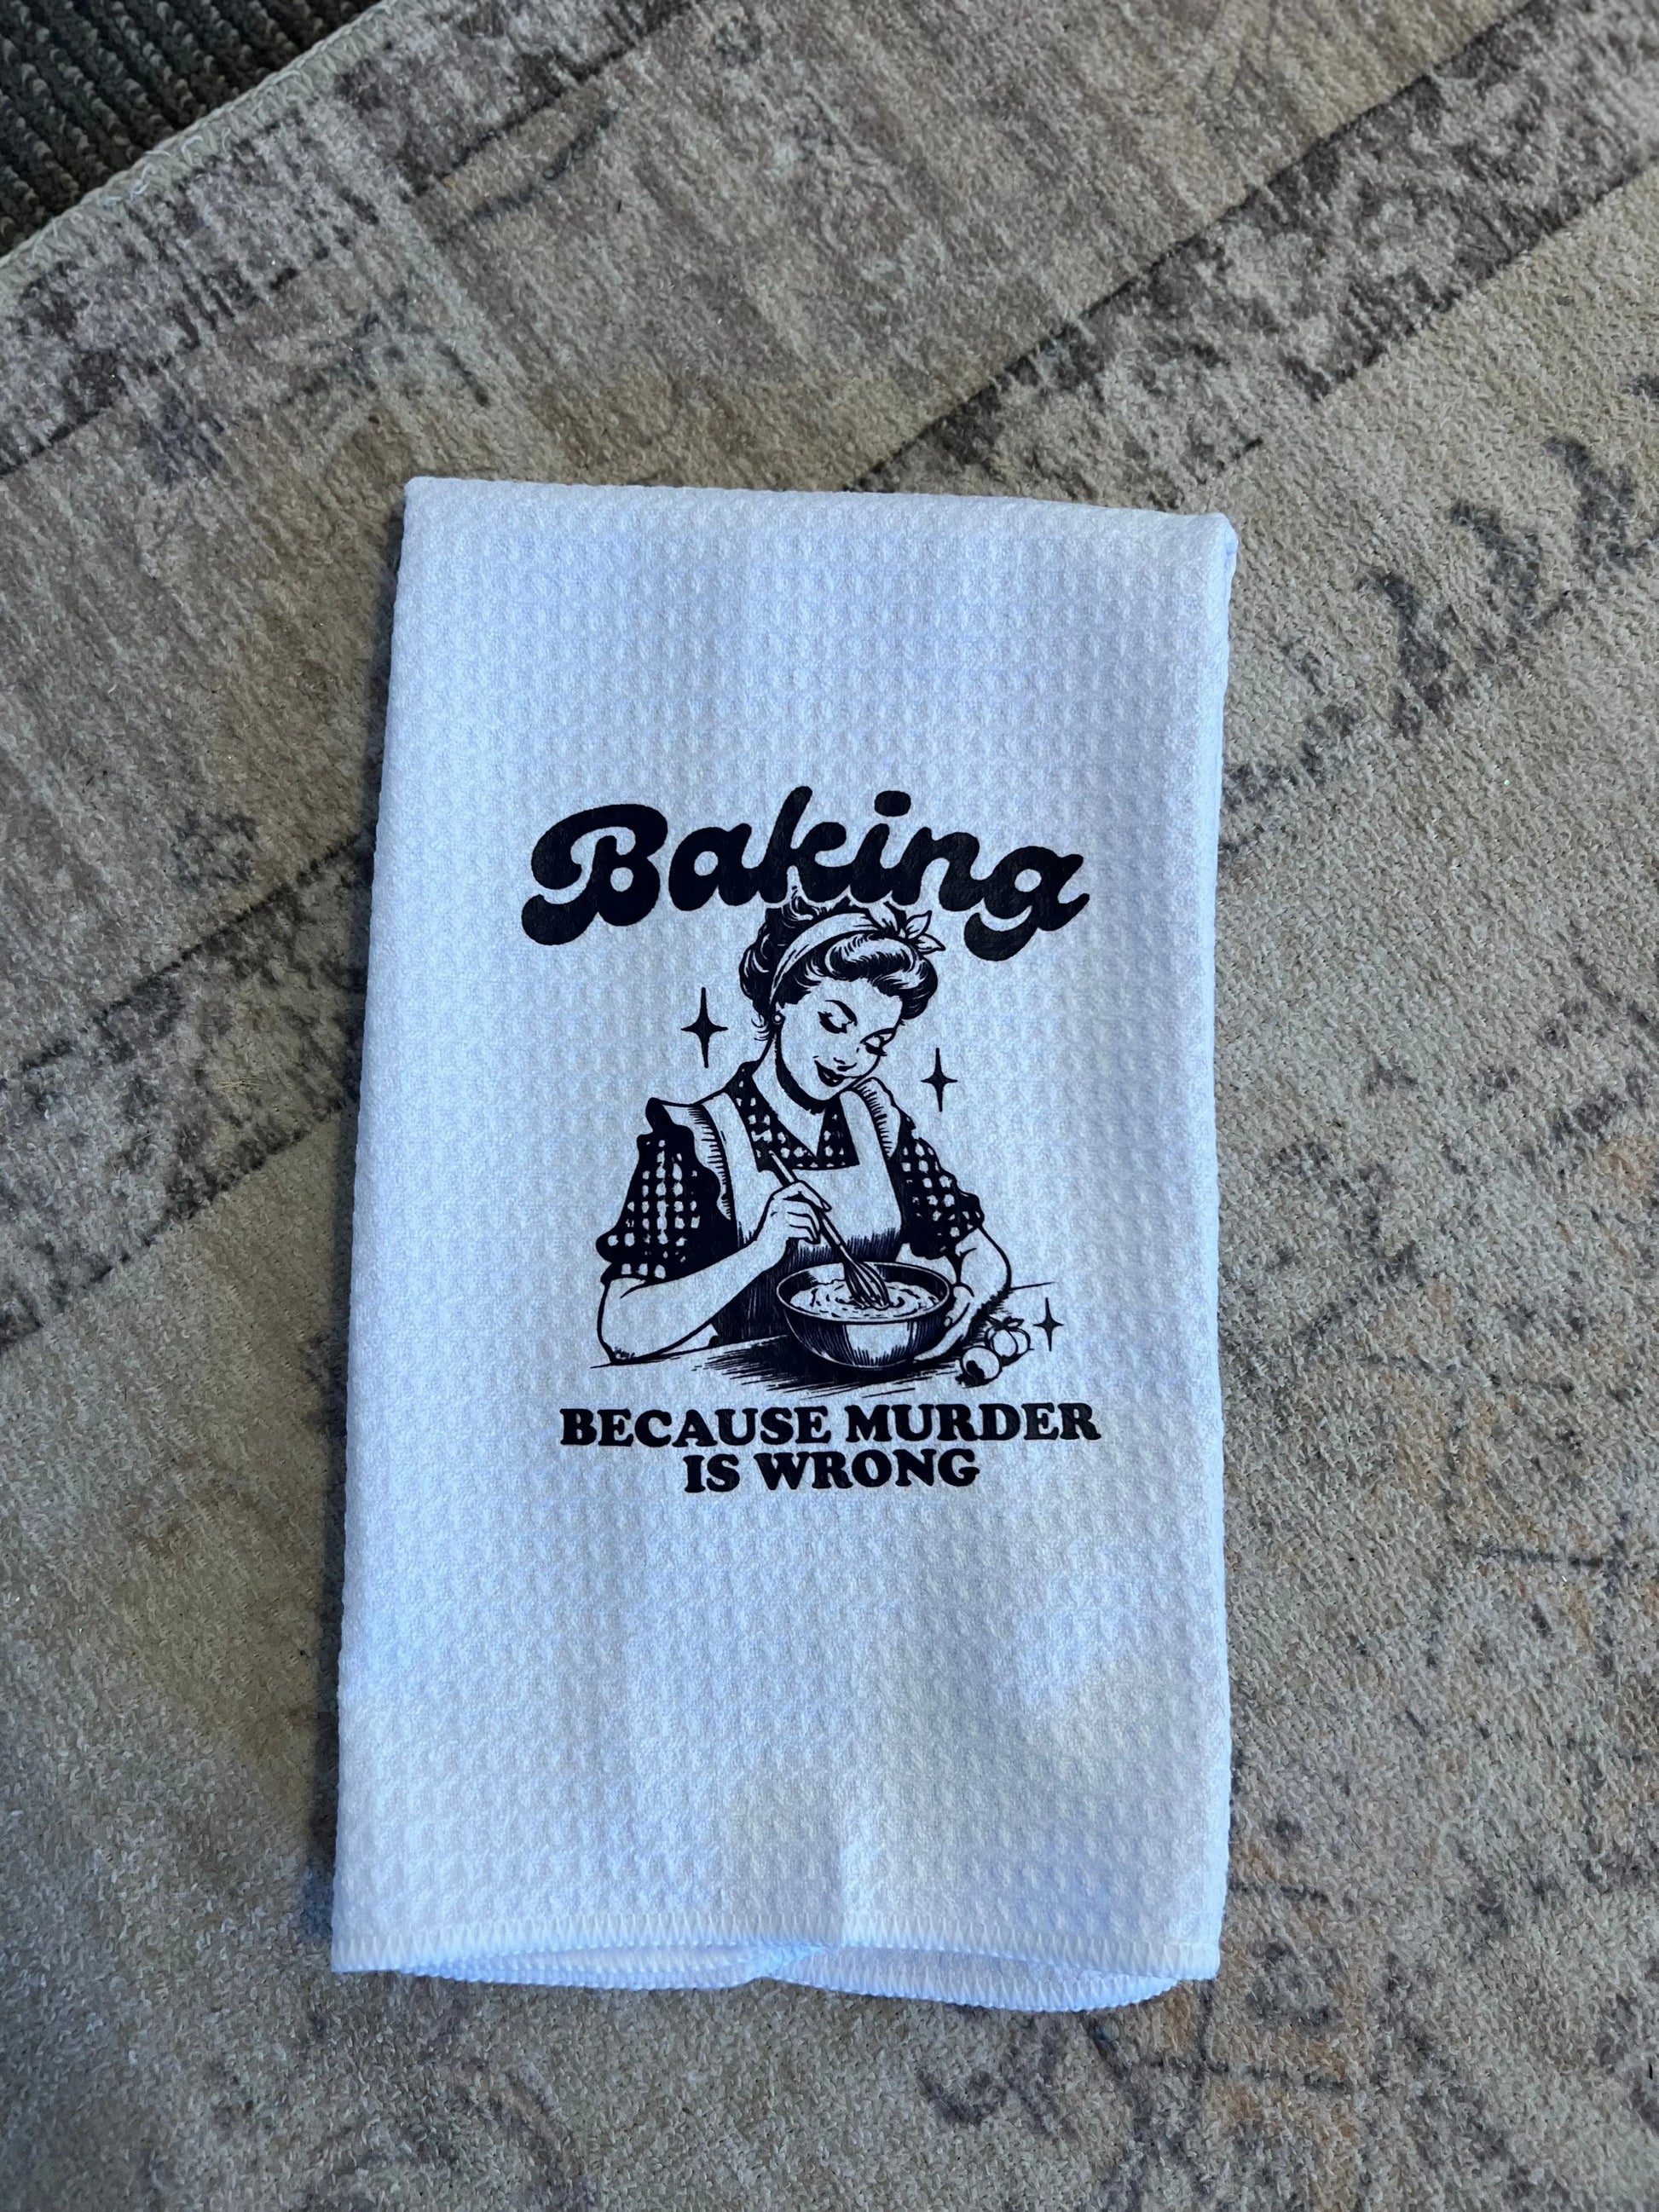 Baking
BECAUSE MURDER
IS WRONG